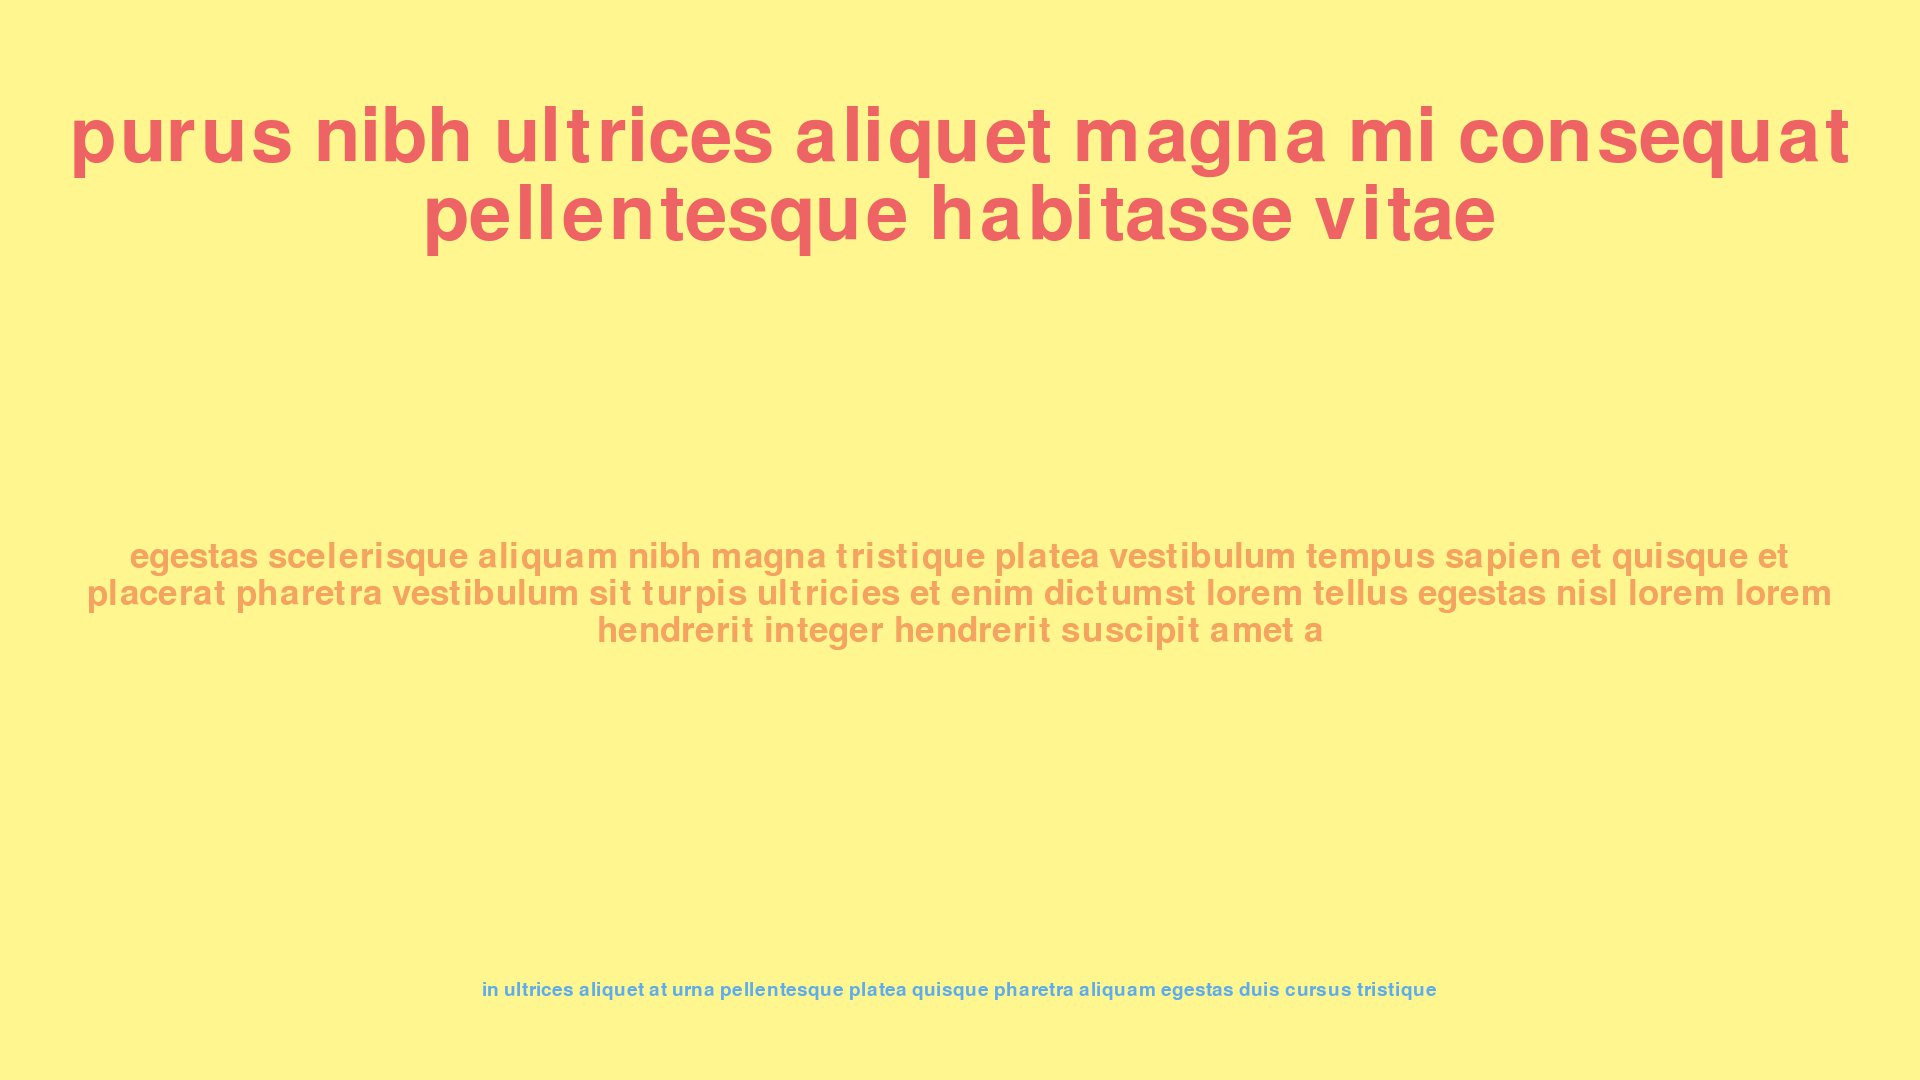 purus nibh ultrices aliquet magna mi consequat
pellentesque habitasse vitae
egestas scelerisque aliquam nibh magna tristique platea vestibulum tempus sapien et quisque et
placerat pharetra vestibulum sit turpis ultricies et enim dictumst lorem tellus egestas nisl lorem lorem
hendrerit integer hendrerit suscipit amet a
in ultrices aliquet at urna pellentesque platea quisque pharetra aliquam egestas duis cursus tristique